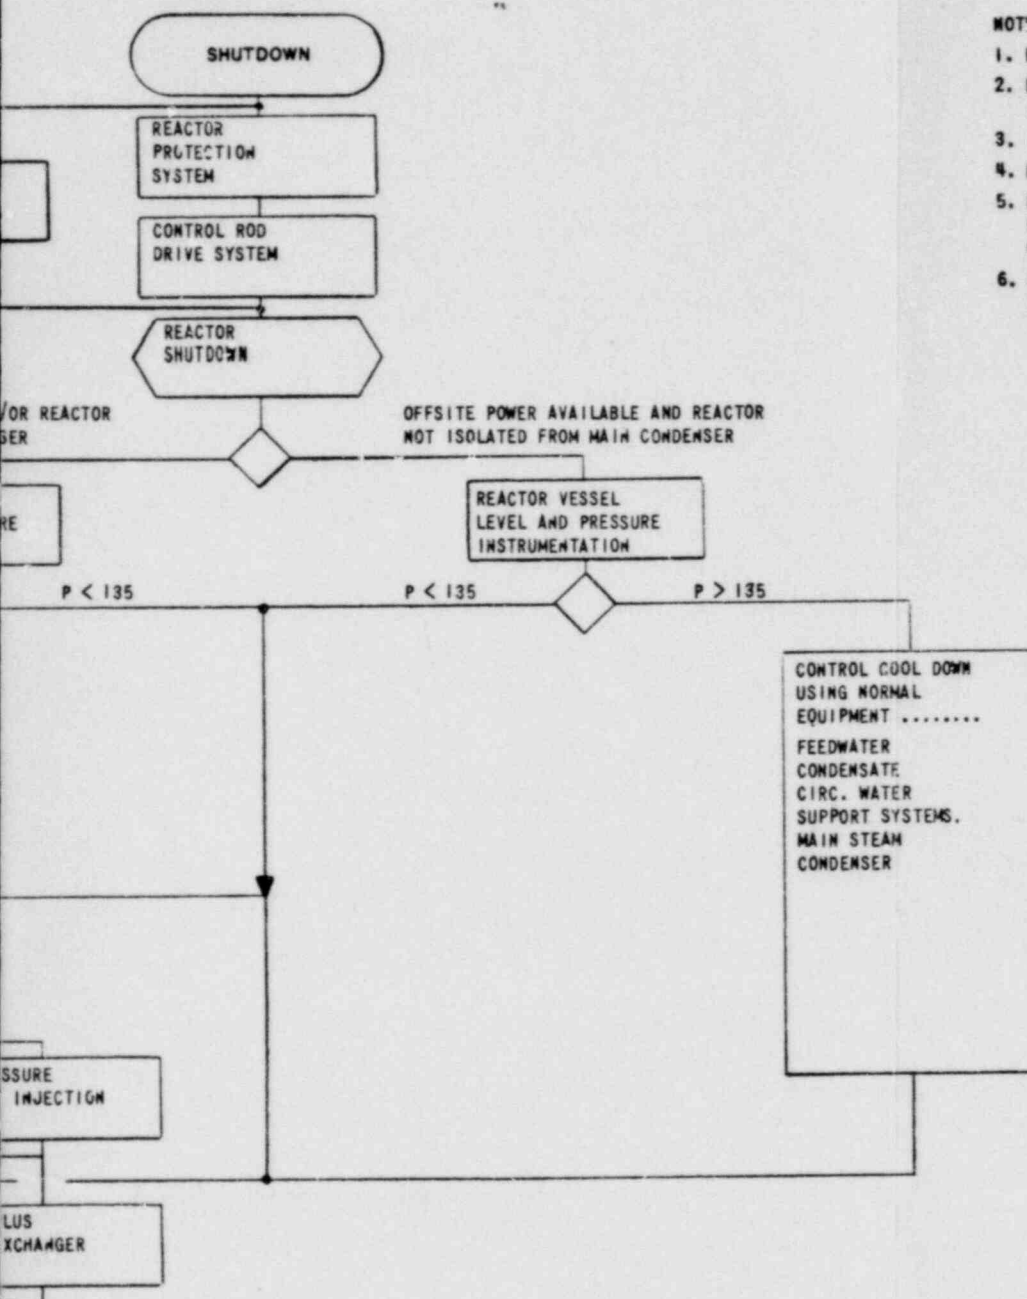 SHUTDOWN
REACTOR
PROTECTION
SYSTEM
CONTROL ROD
DRIVE SYSTEM
REACTOR
SHUTDOWN
/OR REACTOR
GER
OFFSITE POWER AVAILABLE AND REACTOR
NOT ISOLATED FROM MAIN CONDENSER
RE
REACTOR VESSEL
LEVEL AND PRESSURE
INSTRUMENTATION
P < 135
P < 135
P > 135
CONTROL COOL DOWN
USING NORMAL
EQUIPMENT ........
FEEDWATER
CONDENSATE
CIRC. WATER
SUPPORT SYSTEMS.
MAIN STEAM
CONDENSER
SSURE
INJECTION
LUS
XCHANGER
NOT
1.
2.
3.
4.
5.
6.